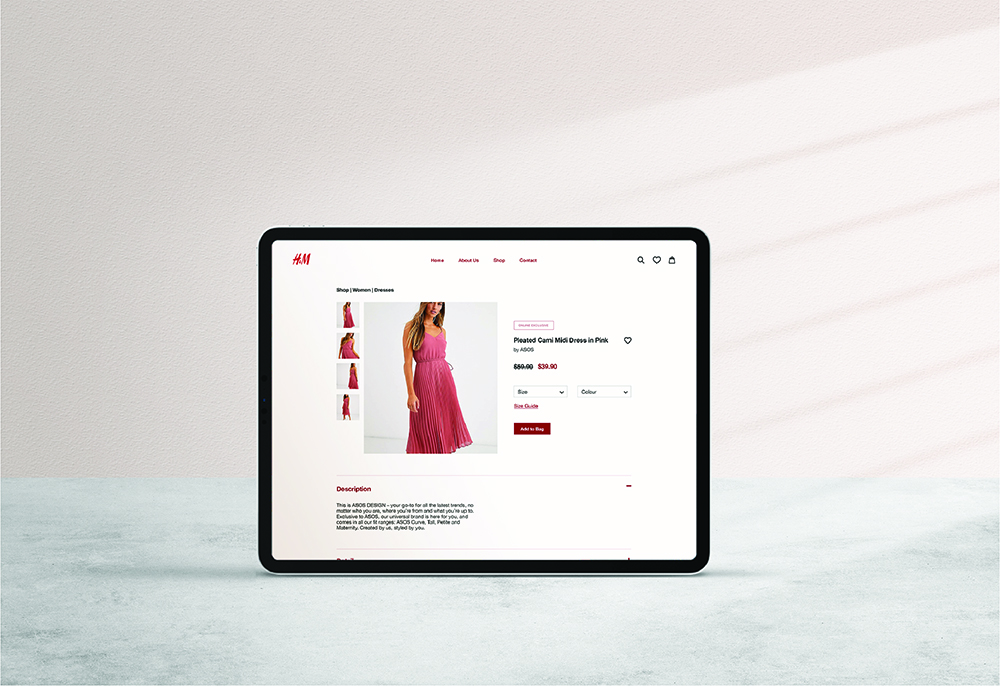 H&M
Home About Us Shop Contact
Shop | Woman | Dresses
ONLINE EXCLUSIVE
Pleated Cami Midi Dress in Pink
by ASOS
$59.90 $39.90
Size Colour
Size Guide
Add to Bag
Description
This is ASOS DESIGN - your go-to for all the latest trends, no
matter who you are, where you're from and what you're up to.
Exclusive to ASOS, our universal brand is here for you, and
comes in all our fit ranges: ASOS Curve, Tall, Petite and
Maternity. Created by us, styled by you.